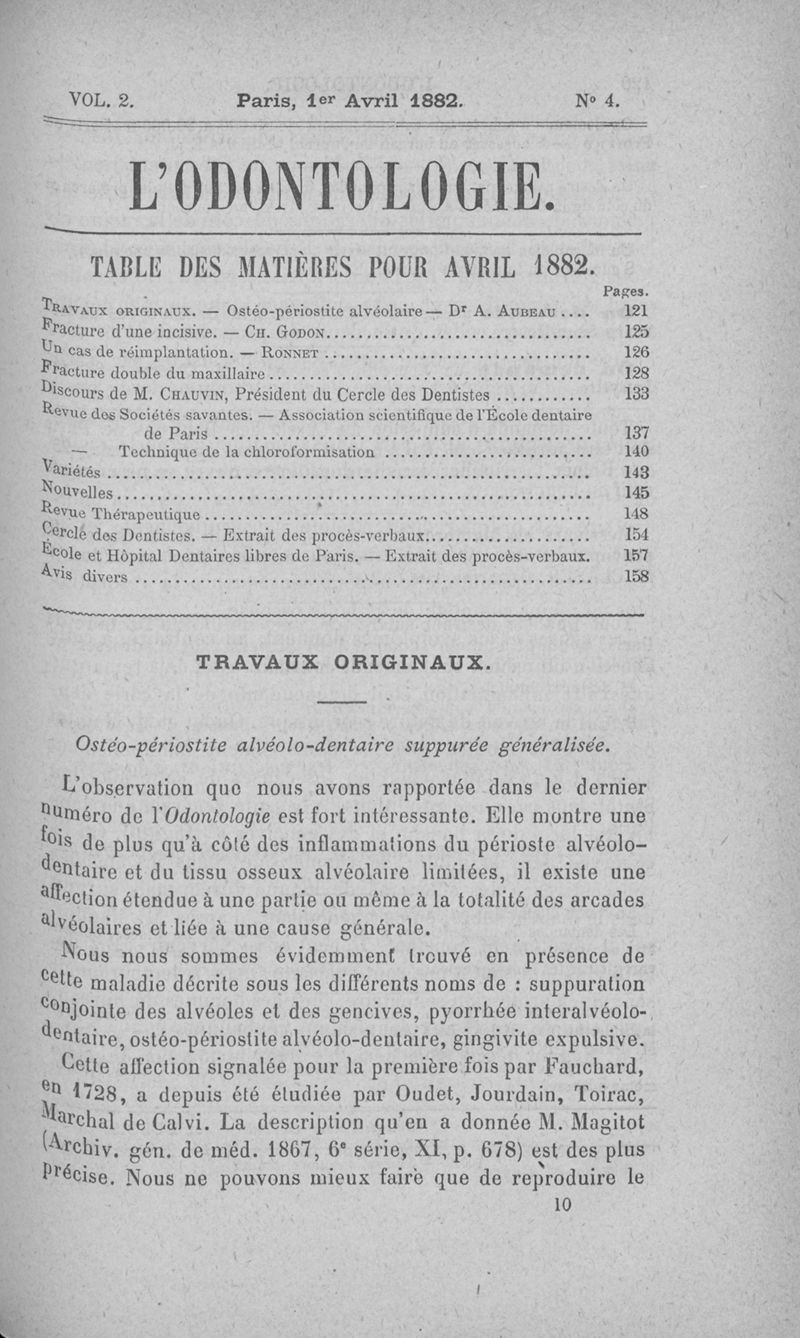 VOL. 2. Paris, 1er Avril 1882. No 4.
L'ODONTOLOGIE.
TABLE DES MATIÈRES POUR AVRIL 1882.
Pages.
TRAVAUX ORIGINAUX. — Ostéo-périostite alvéolaire — Dr A. AUBEAU .... 121
Fracture d'une incisive. — CH. GODON................................. 125
Un cas de réimplantation. — RONNET ................................. 126
Fracture double du maxillaire........................................ 128
Discours de M. CHAUVIN, Président du Cercle des Dentistes ............ 133
Revue des Sociétés savantes. — Association scientifique de l'École dentaire
de Paris ............................................... 137
— Technique de la chloroformisation .......................... 140
Variétés ............................................................ 143
Nouvelles........................................................... 145
Revue Thérapeutique ................................................ 148
Cercle des Dentistes. — Extrait des procès-verbaux..................... 154
École et Hôpital Dentaires libres de Paris. — Extrait des procès-verbaux. 157
Avis divers ......................................................... 158
TRAVAUX ORIGINAUX.
Ostéo-périostite alvéolo-dentaire suppurée généralisée.
L'observation que nous avons rapportée dans le dernier
numéro de l'Odontologie est fort intéressante. Elle montre une
fois de plus qu'à côté des inflammations du périoste alvéolo-
dentaire et du tissu osseux alvéolaire limitées, il existe une
affection étendue à une partie ou même à la totalité des arcades
alvéolaires et liée à une cause générale.
Nous nous sommes évidemment trouvé en présence de
cette maladie décrite sous les différents noms de : suppuration
conjointe des alvéoles et des gencives, pyorrhée interalvéolo-
dentaire, ostéo-périostite alvéolo-dentaire, gingivite expulsive.
Cette affection signalée pour la première fois par Fauchard,
en 1728, a depuis été étudiée par Oudet, Jourdain, Toirac,
Marchal de Calvi. La description qu'en a donnée M. Magitot
(Archiv. gén. de méd. 1867, 6e série, XI, p. 678) est des plus
précise. Nous ne pouvons mieux faire que de reproduire le
10